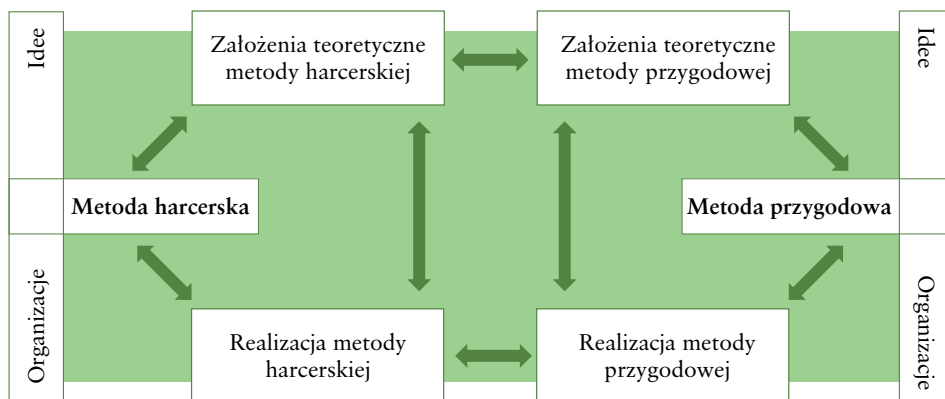 Idee
Założenia teoretyczne
metody harcerskiej
Założenia teoretyczne
metody przygodowej
Idee
Metoda harcerska
Metoda przygodowa
Organizacje
Realizacja metody
harcerskiej
Realizacja metody
przygodowej
Organizacje